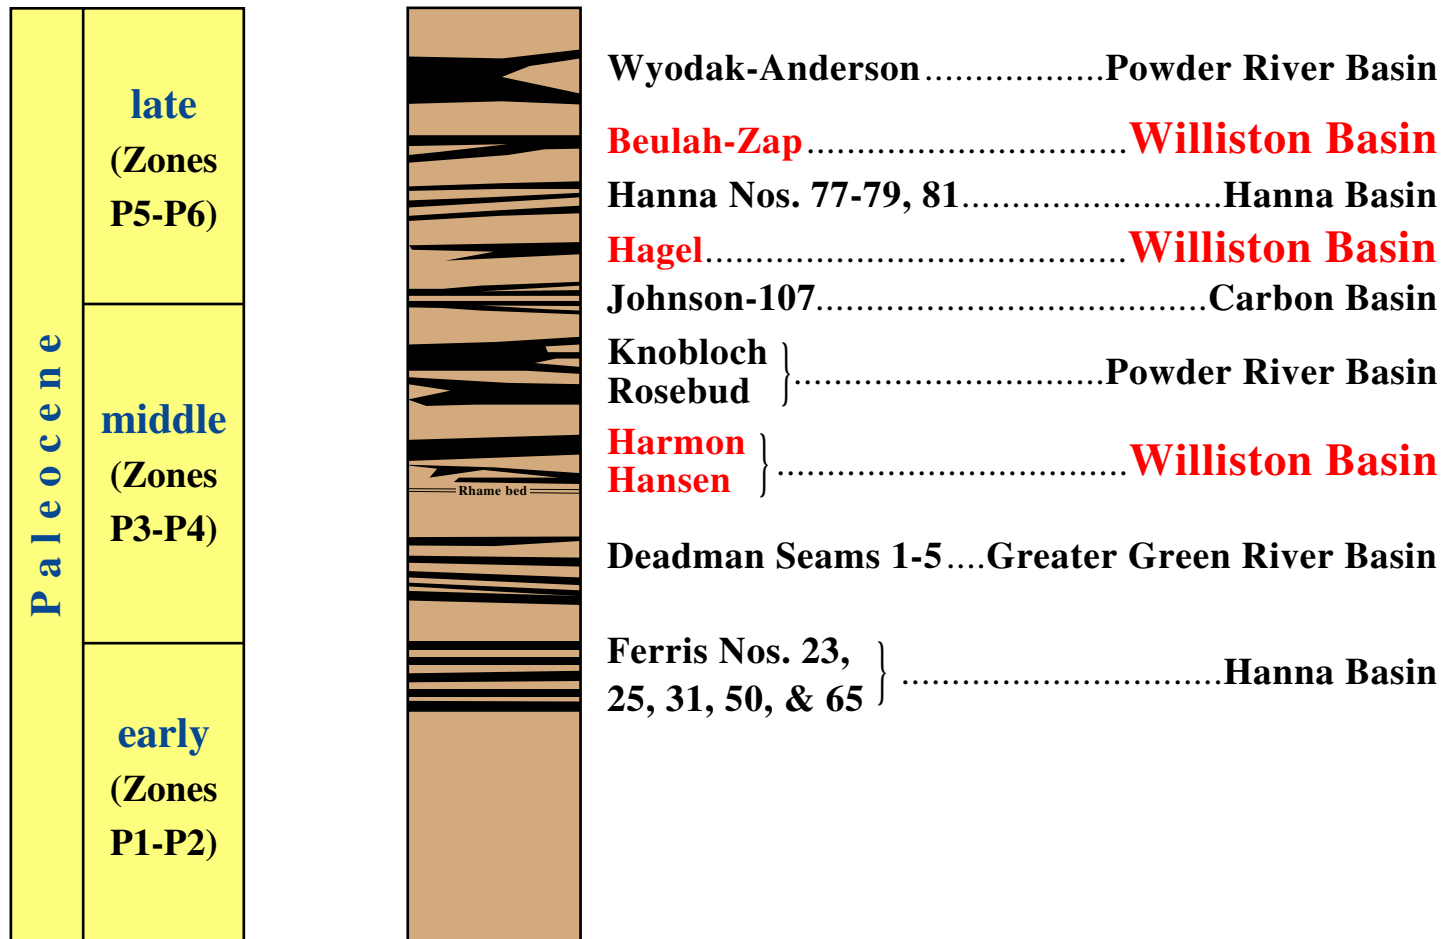 Paleocene
late
(Zones
P5-P6)
middle
(Zones
P3-P4)
early
(Zones
P1-P2)
Rhame bed
Wyodak-Anderson..................Powder River Basin
Beulah-Zap................................Williston Basin
Hanna Nos. 77-79, 81..........................Hanna Basin
Hagel..........................................Williston Basin
Johnson-107.......................................Carbon Basin
Knobloch
Rosebud
}...............................Powder River Basin
Harmon
Hansen
}...................................Williston Basin
Deadman Seams 1-5....Greater Green River Basin
Ferris Nos. 23,
25, 31, 50, & 65
}................................Hanna Basin